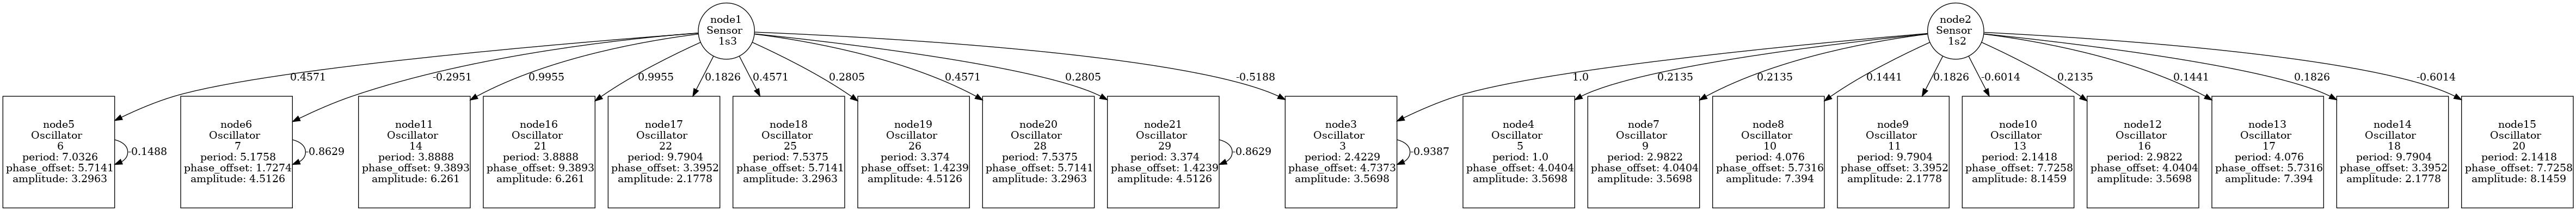 node1
Sensor
1s3
node2
Sensor
1s2
0.4571
-0.2951
0.9955
0.9955
0.1826
0.4571
0.2805
0.4571
0.2805
-0.5188
1.0
0.2135
0.2135
0.1441
0.1826
-0.6014
0.2135
0.1441
0.1826
-0.6014
node5
Oscillator
6
period: 7.0326
phase_offset: 5.7141
amplitude: 3.2963
-0.1488
node6
Oscillator
7
period: 5.1758
phase_offset: 1.7274
amplitude: 4.5126
-0.8629
node11
Oscillator
14
period: 3.8888
phase_offset: 9.3893
amplitude: 6.261
node16
Oscillator
21
period: 3.8888
phase_offset: 9.3893
amplitude: 6.261
node17
Oscillator
22
period: 9.7904
phase_offset: 3.3952
amplitude: 2.1778
node18
Oscillator
25
period: 7.5375
phase_offset: 5.7141
amplitude: 3.2963
node19
Oscillator
26
period: 3.374
phase_offset: 1.4239
amplitude: 4.5126
node20
Oscillator
28
period: 7.5375
phase_offset: 5.7141
amplitude: 3.2963
node21
Oscillator
29
period: 3.374
phase_offset: 1.4239
amplitude: 4.5126
-0.8629
node3
Oscillator
3
period: 2.4229
phase_offset: 4.7373
amplitude: 3.5698
-0.9387
node4
Oscillator
5
period: 1.0
phase_offset: 4.0404
amplitude: 3.5698
node7
Oscillator
9
period: 2.9822
phase_offset: 4.0404
amplitude: 3.5698
node8
Oscillator
10
period: 4.076
phase_offset: 5.7316
amplitude: 7.394
node9
Oscillator
11
period: 9.7904
phase_offset: 3.3952
amplitude: 2.1778
node10
Oscillator
13
period: 2.1418
phase_offset: 7.7258
amplitude: 8.1459
node12
Oscillator
16
period: 2.9822
phase_offset: 4.0404
amplitude: 3.5698
node13
Oscillator
17
period: 4.076
phase_offset: 5.7316
amplitude: 7.394
node14
Oscillator
18
period: 9.7904
phase_offset: 3.3952
amplitude: 2.1778
node15
Oscillator
20
period: 2.1418
phase_offset: 7.7258
amplitude: 8.1459